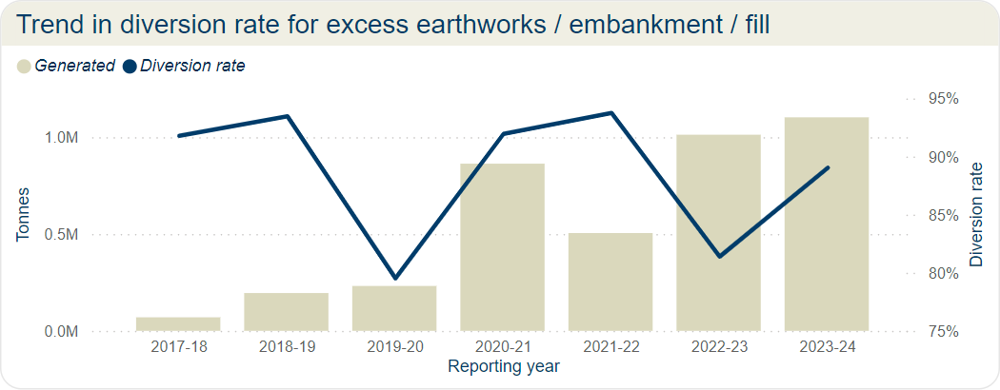 Trend in diversion rate for excess earthworks / embankment / fill
Generated Diversion rate
95%
1.0M
90%
85%
0.5M
80%
0.0M
75%
Tonnes
Diversion rate
2017-18 2018-19 2019-20 2020-21 2021-22 2022-23 2023-24
Reporting year